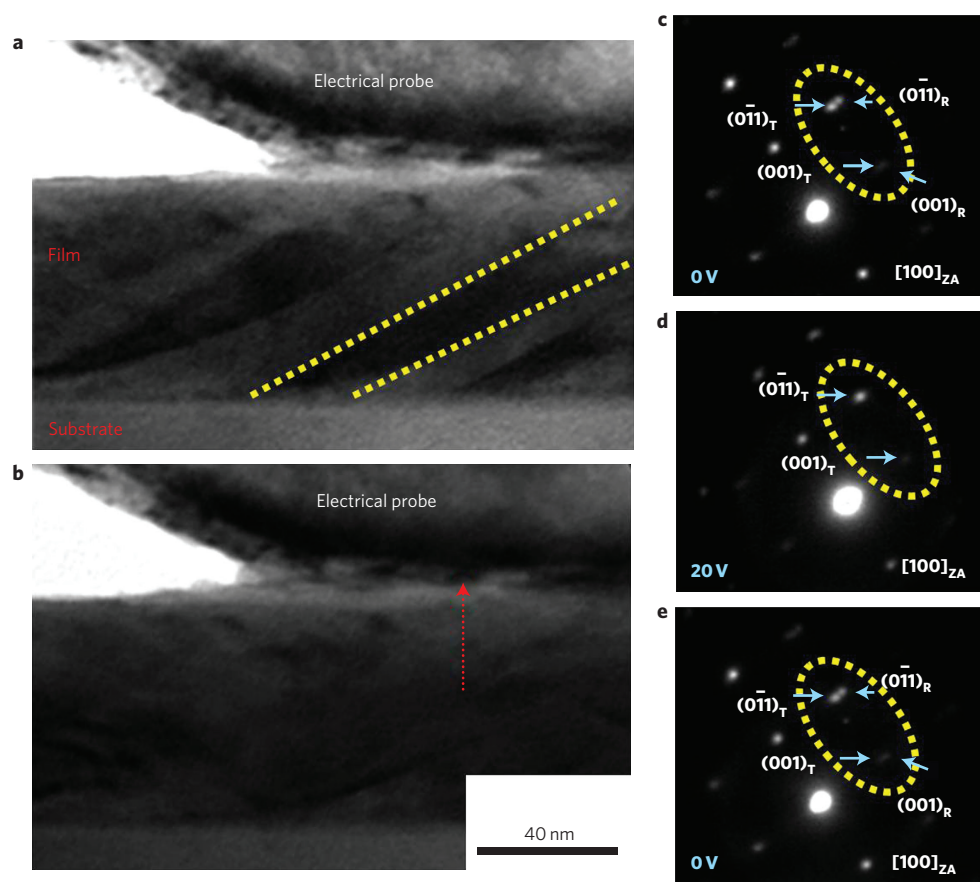 a
Electrical probe
Film
Substrate
b
Electrical probe
40 nm
c
(01̄1)T
(01̄1)R
(001)T
(001)R
0 V
[100]ZA
d
(01̄1)T
(001)T
20 V
[100]ZA
e
(01̄1)R
(01̄1)T
(001)T
(001)R
0 V
[100]ZA